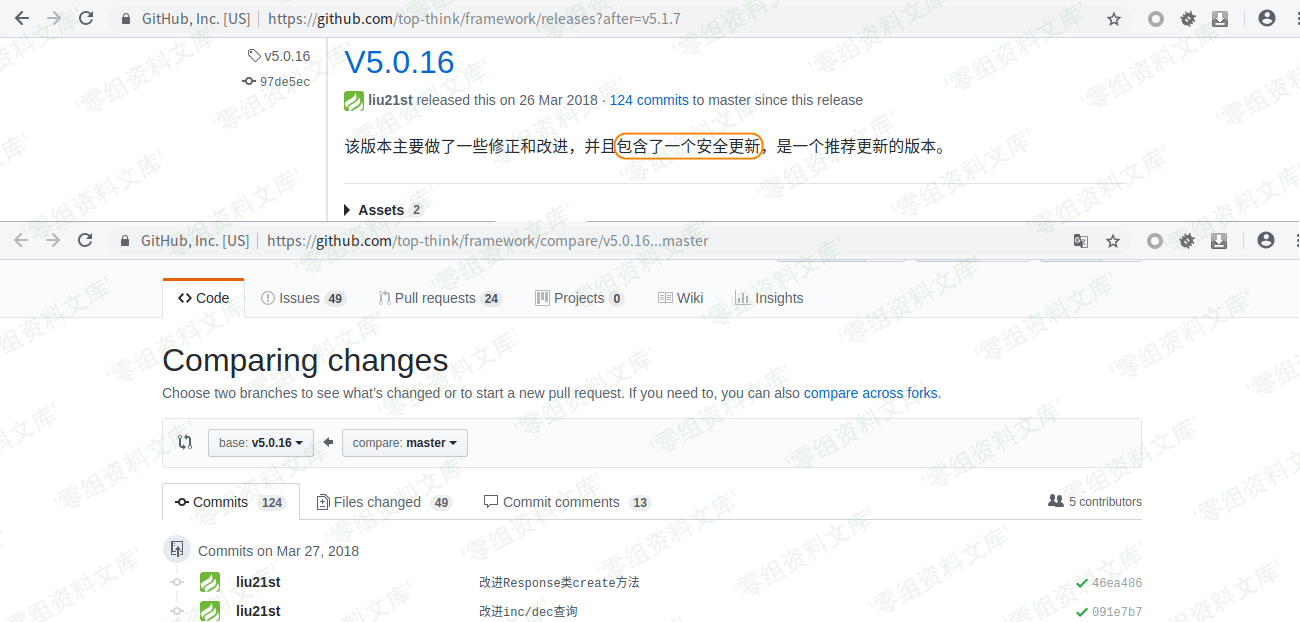 GitHub, Inc. [US] | https://github.com/top-think/framework/releases?after=v5.1.7
v5.0.16
97de5ec
V5.0.16
liu21st released this on 26 Mar 2018 · 124 commits to master since this release
该版本主要做了一些修正和改进，并且包含了一个安全更新，是一个推荐更新的版本。
Assets 2
GitHub, Inc. [US] | https://github.com/top-think/framework/compare/v5.0.16...master
Code Issues 49 Pull requests 24 Projects 0 Wiki Insights
Comparing changes
Choose two branches to see what's changed or to start a new pull request. If you need to, you can also compare across forks.
base: v5.0.16 compare: master
Commits 124 Files changed 49 Commit comments 13 5 contributors
Commits on Mar 27, 2018
liu21st 改进Response类create方法 46ea486
liu21st 改进inc/dec查询 091e7b7
'零组资料文库'